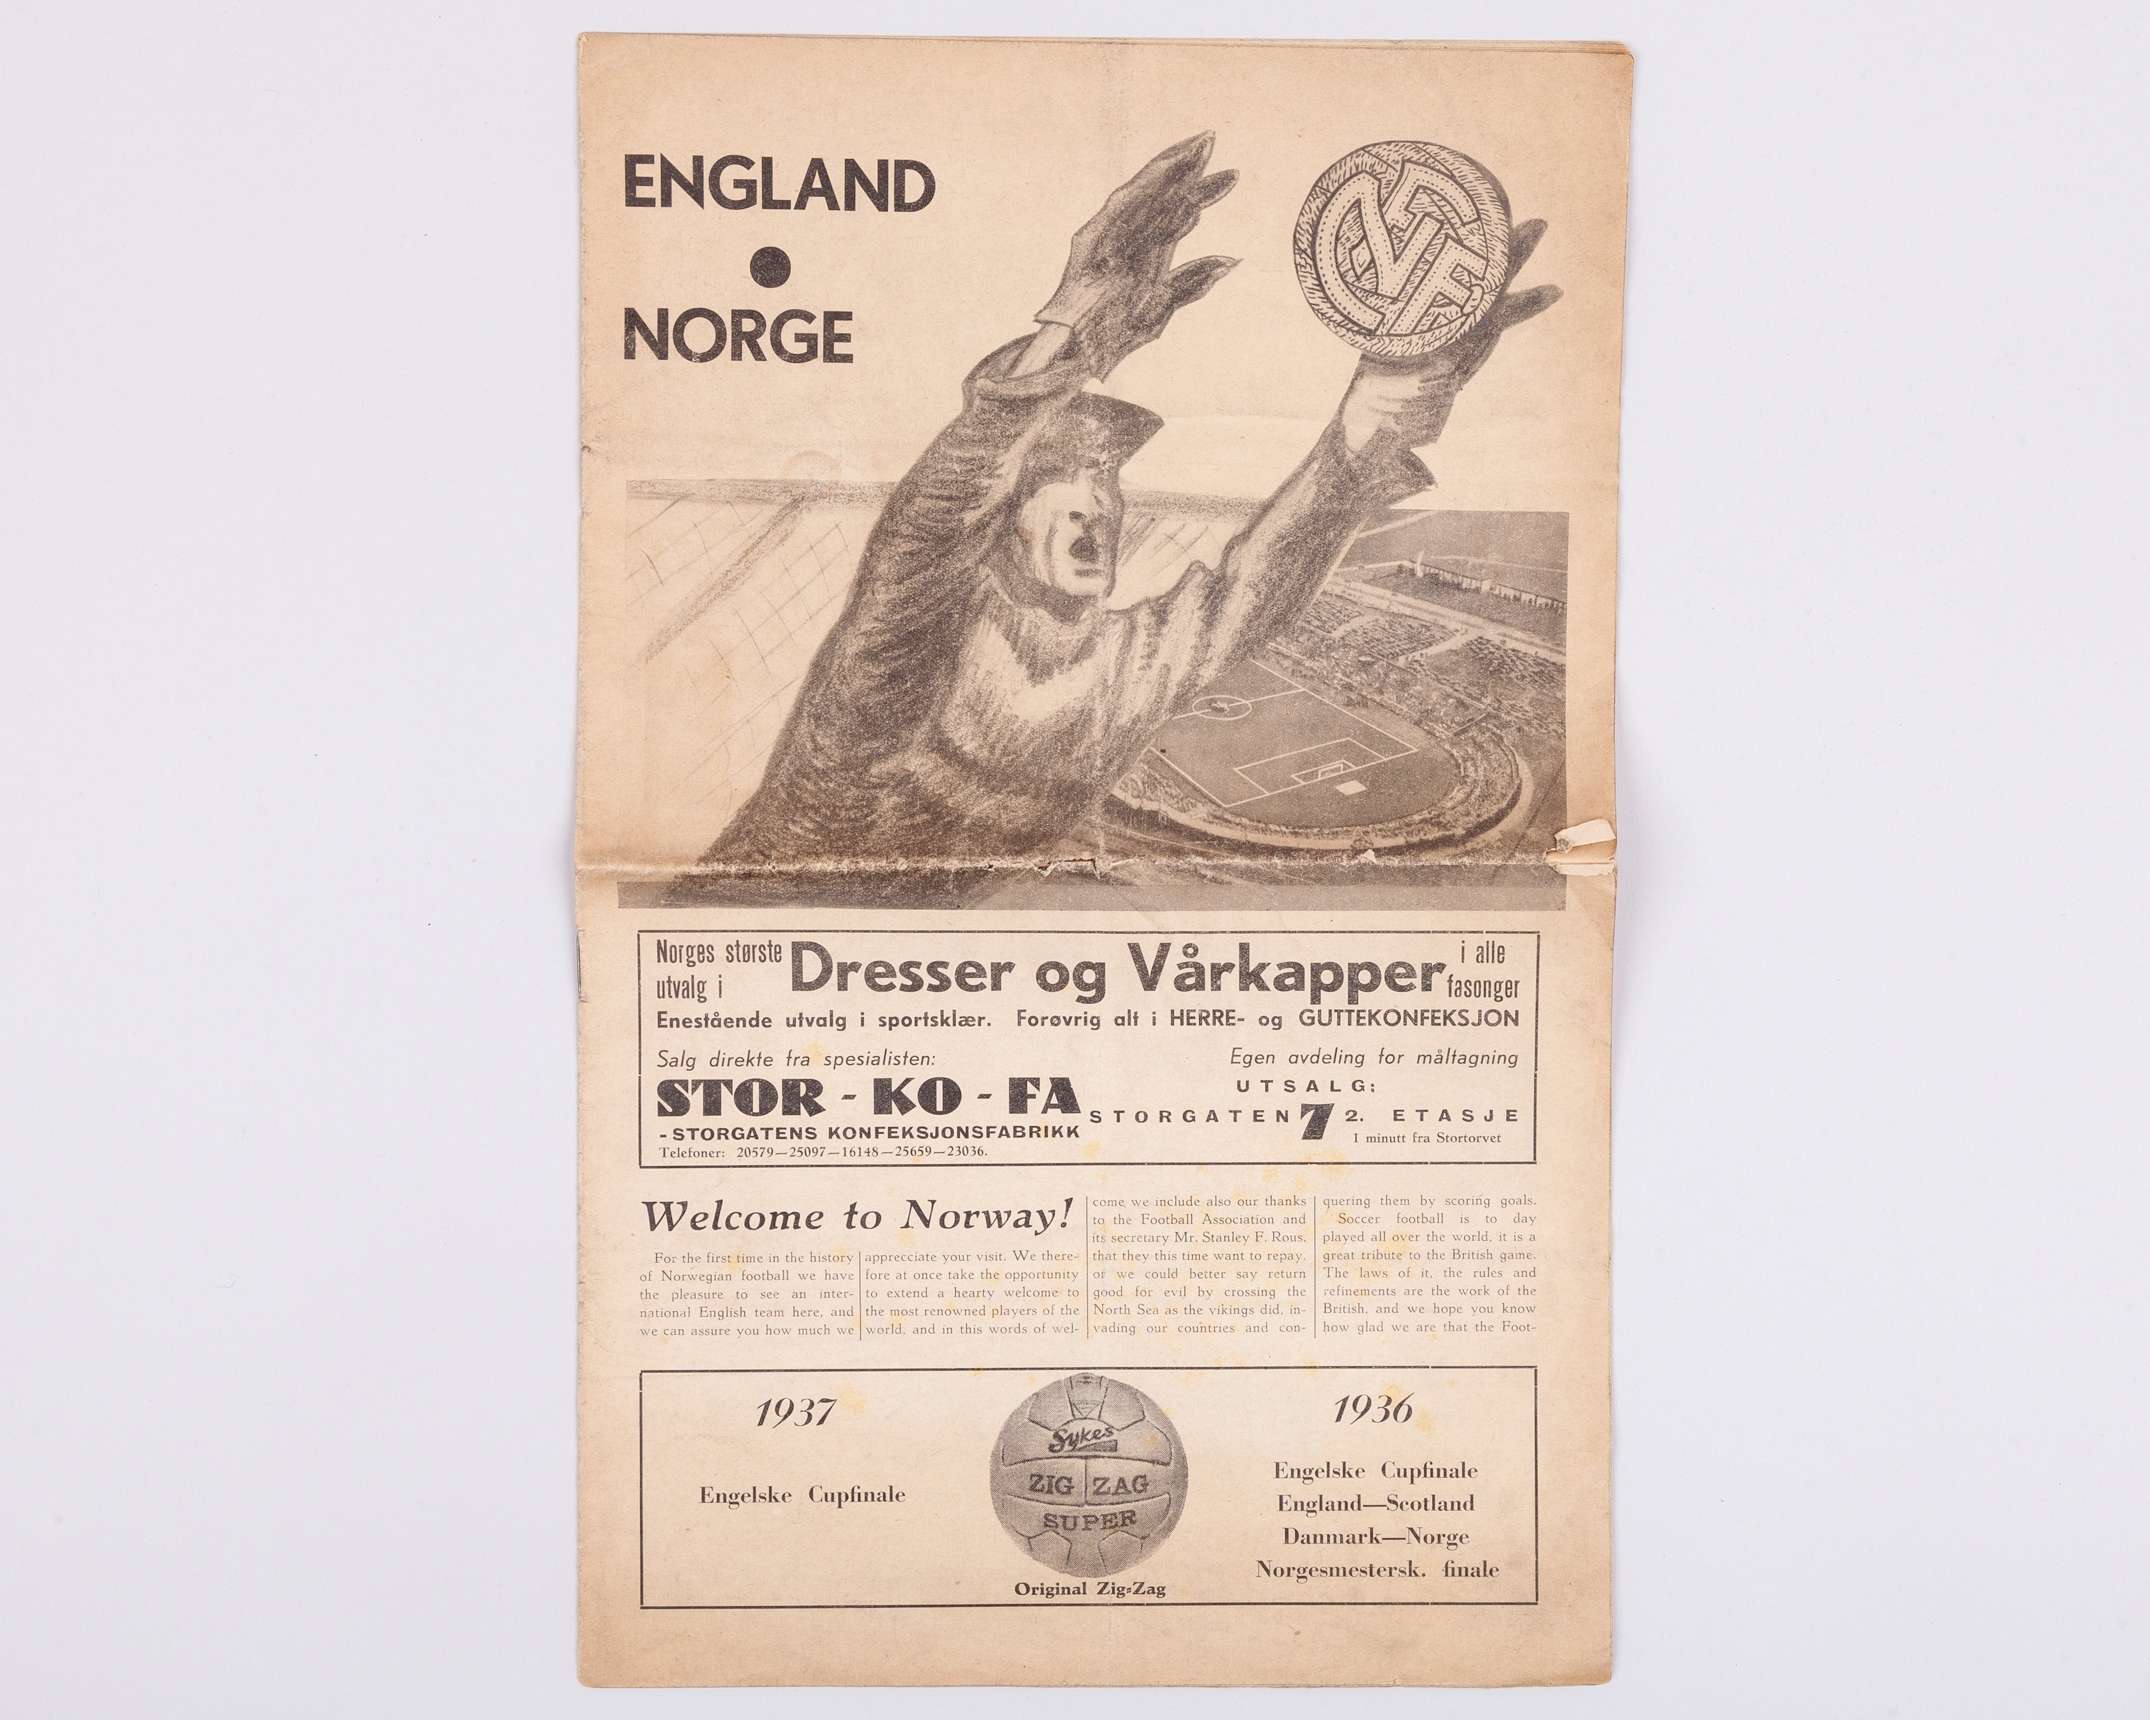 ENGLAND
NORGE
NFF
Norges største
utvalg i
Dresser og Vårkapper
i alle
fasonger
Enestående utvalg i sportsklær. Forøvrig alt i HERRE- og GUTTEKONFEKSJON
Salg direkte fra spesialisten:
STOR - KO - FA
- STORGATENS KONFEKSJONSFABRIKK
Telefoner: 20579—25097—16148—25659—23036.
Egen avdeling for måltagning
UTSALG:
STORGATEN 7 2. ETASJE
1 minutt fra Stortorvet
Welcome to Norway!
For the first time in the history
of Norwegian football we have
the pleasure to see an inter-
national English team here, and
we can assure you how much we
apprecciate your visit. We there-
fore at once take the opportunity
to extend a hearty welcome to
the most renowned players of the
world, and in this words of wel-
come we include also our thanks
to the Football Association and
its secretary Mr. Stanley F. Rous,
that they this time want to repay,
or we could better say return
good for evil by crossing the
North Sea as the vikings did, in-
vading our countries and con-
quering them by scoring goals.
Soccer football is to day
played all over the world, it is a
great tribute to the British game.
The laws of it, the rules and
refinements are the work of the
British, and we hope you know
how glad we are that the Foot-
1937
Engelske Cupfinale
Sykes
ZIG ZAG
SUPER
Original Zig-Zag
1936
Engelske Cupfinale
England—Scotland
Danmark—Norge
Norgesmestersk. finale